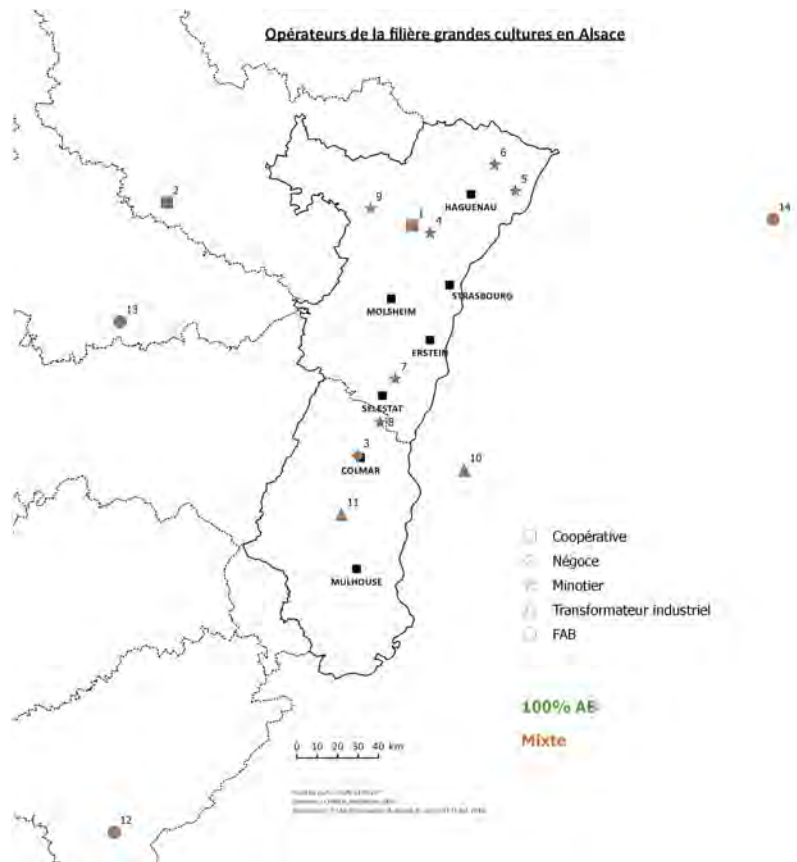 Opérateurs de la filière grandes cultures en Alsace
6
5
2
9
1
4
HAGUENAU
14
13
STRASBOURG
MOLSHEIM
ERSTEIN
7
SELESTAT
8
3
COLMAR
10
11
MULHOUSE
Coopérative
Négoce
Minotier
Transformateur industriel
FAB
100% AB
Mixte
0 10 20 30 40 km
12